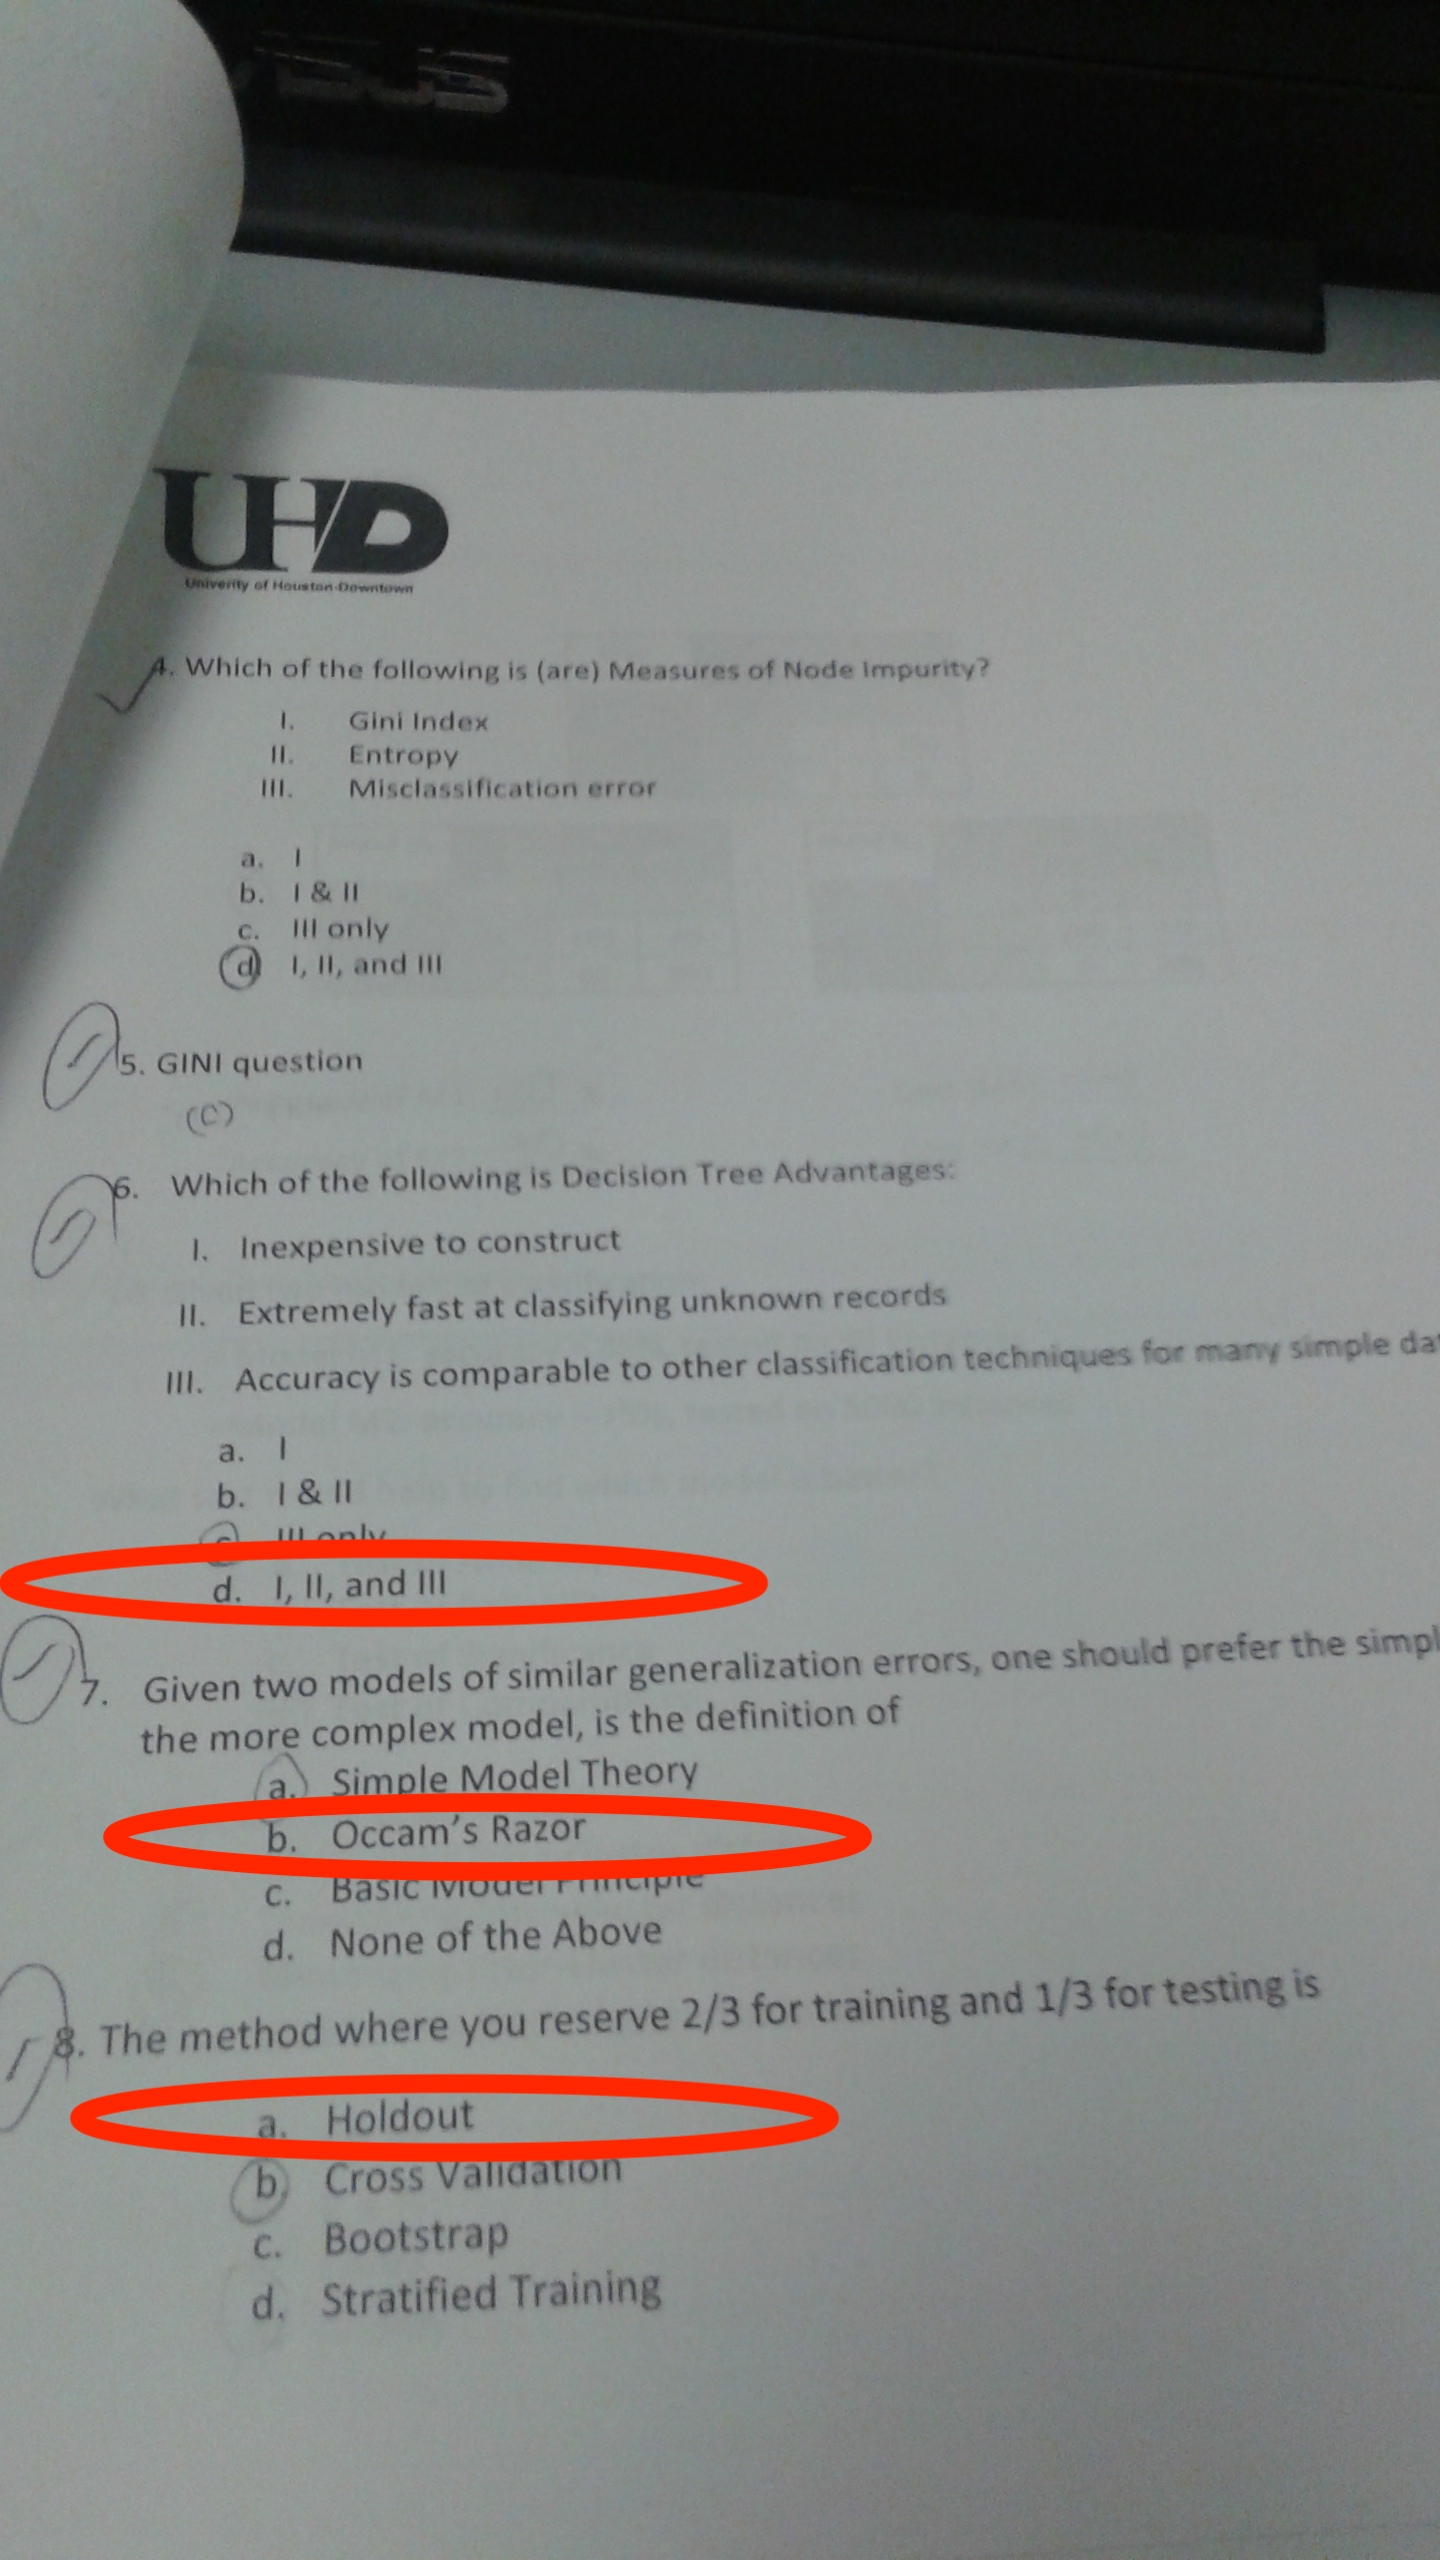 ASUS
UHD
Univerity of Houston-Downtown
4. Which of the following is (are) Measures of Node Impurity?
I. Gini Index
II. Entropy
III. Misclassification error
a. I
b. I & II
c. III only
d I, II, and III
5. GINI question
(C)
6. Which of the following is Decision Tree Advantages:
I. Inexpensive to construct
II. Extremely fast at classifying unknown records
III. Accuracy is comparable to other classification techniques for many simple da
a. I
b. I & II
c III only
d. I, II, and III
7. Given two models of similar generalization errors, one should prefer the simpl
the more complex model, is the definition of
a. Simple Model Theory
b. Occam's Razor
c. Basic Model Principle
d. None of the Above
8. The method where you reserve 2/3 for training and 1/3 for testing is
a. Holdout
b. Cross Validation
c. Bootstrap
d. Stratified Training